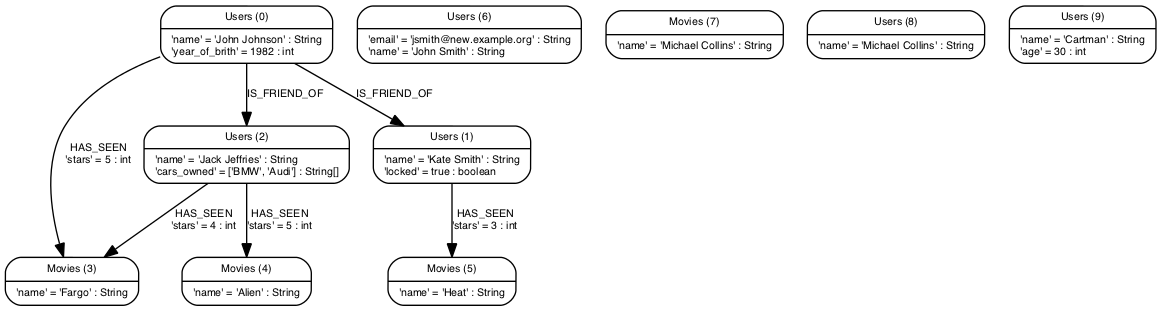 Users (0)
'name' = 'John Johnson' : String
'year_of_brith' = 1982 : int
Users (6)
'email' = 'jsmith@new.example.org' : String
'name' = 'John Smith' : String
Movies (7)
'name' = 'Michael Collins' : String
Users (8)
'name' = 'Michael Collins' : String
Users (9)
'name' = 'Cartman' : String
'age' = 30 : int
IS_FRIEND_OF
IS_FRIEND_OF
HAS_SEEN
'stars' = 5 : int
Users (2)
'name' = 'Jack Jeffries' : String
'cars_owned' = ['BMW', 'Audi'] : String[]
Users (1)
'name' = 'Kate Smith' : String
'locked' = true : boolean
HAS_SEEN
'stars' = 4 : int
HAS_SEEN
'stars' = 5 : int
HAS_SEEN
'stars' = 3 : int
Movies (3)
'name' = 'Fargo' : String
Movies (4)
'name' = 'Alien' : String
Movies (5)
'name' = 'Heat' : String